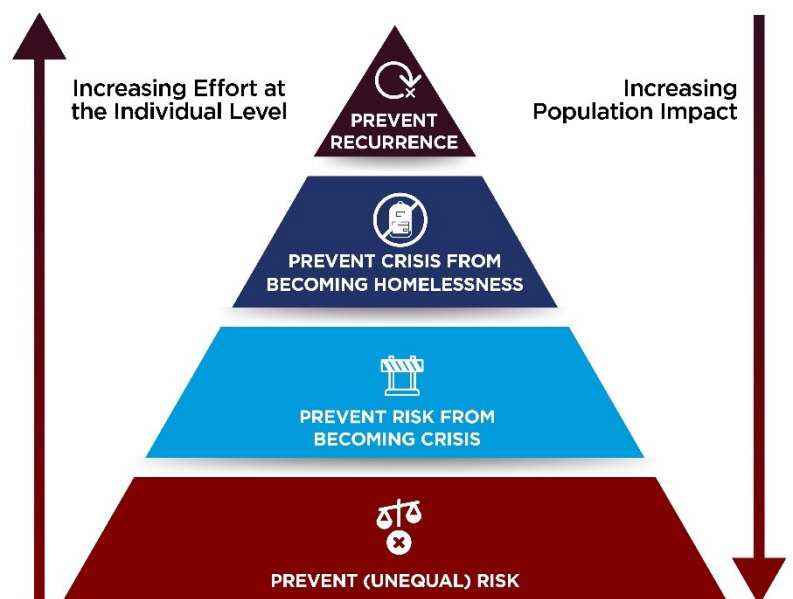 Increasing Effort at
the Individual Level
Increasing
Population Impact
PREVENT
RECURRENCE
PREVENT CRISIS FROM
BECOMING HOMELESSNESS
PREVENT RISK FROM
BECOMING CRISIS
PREVENT (UNEQUAL) RISK